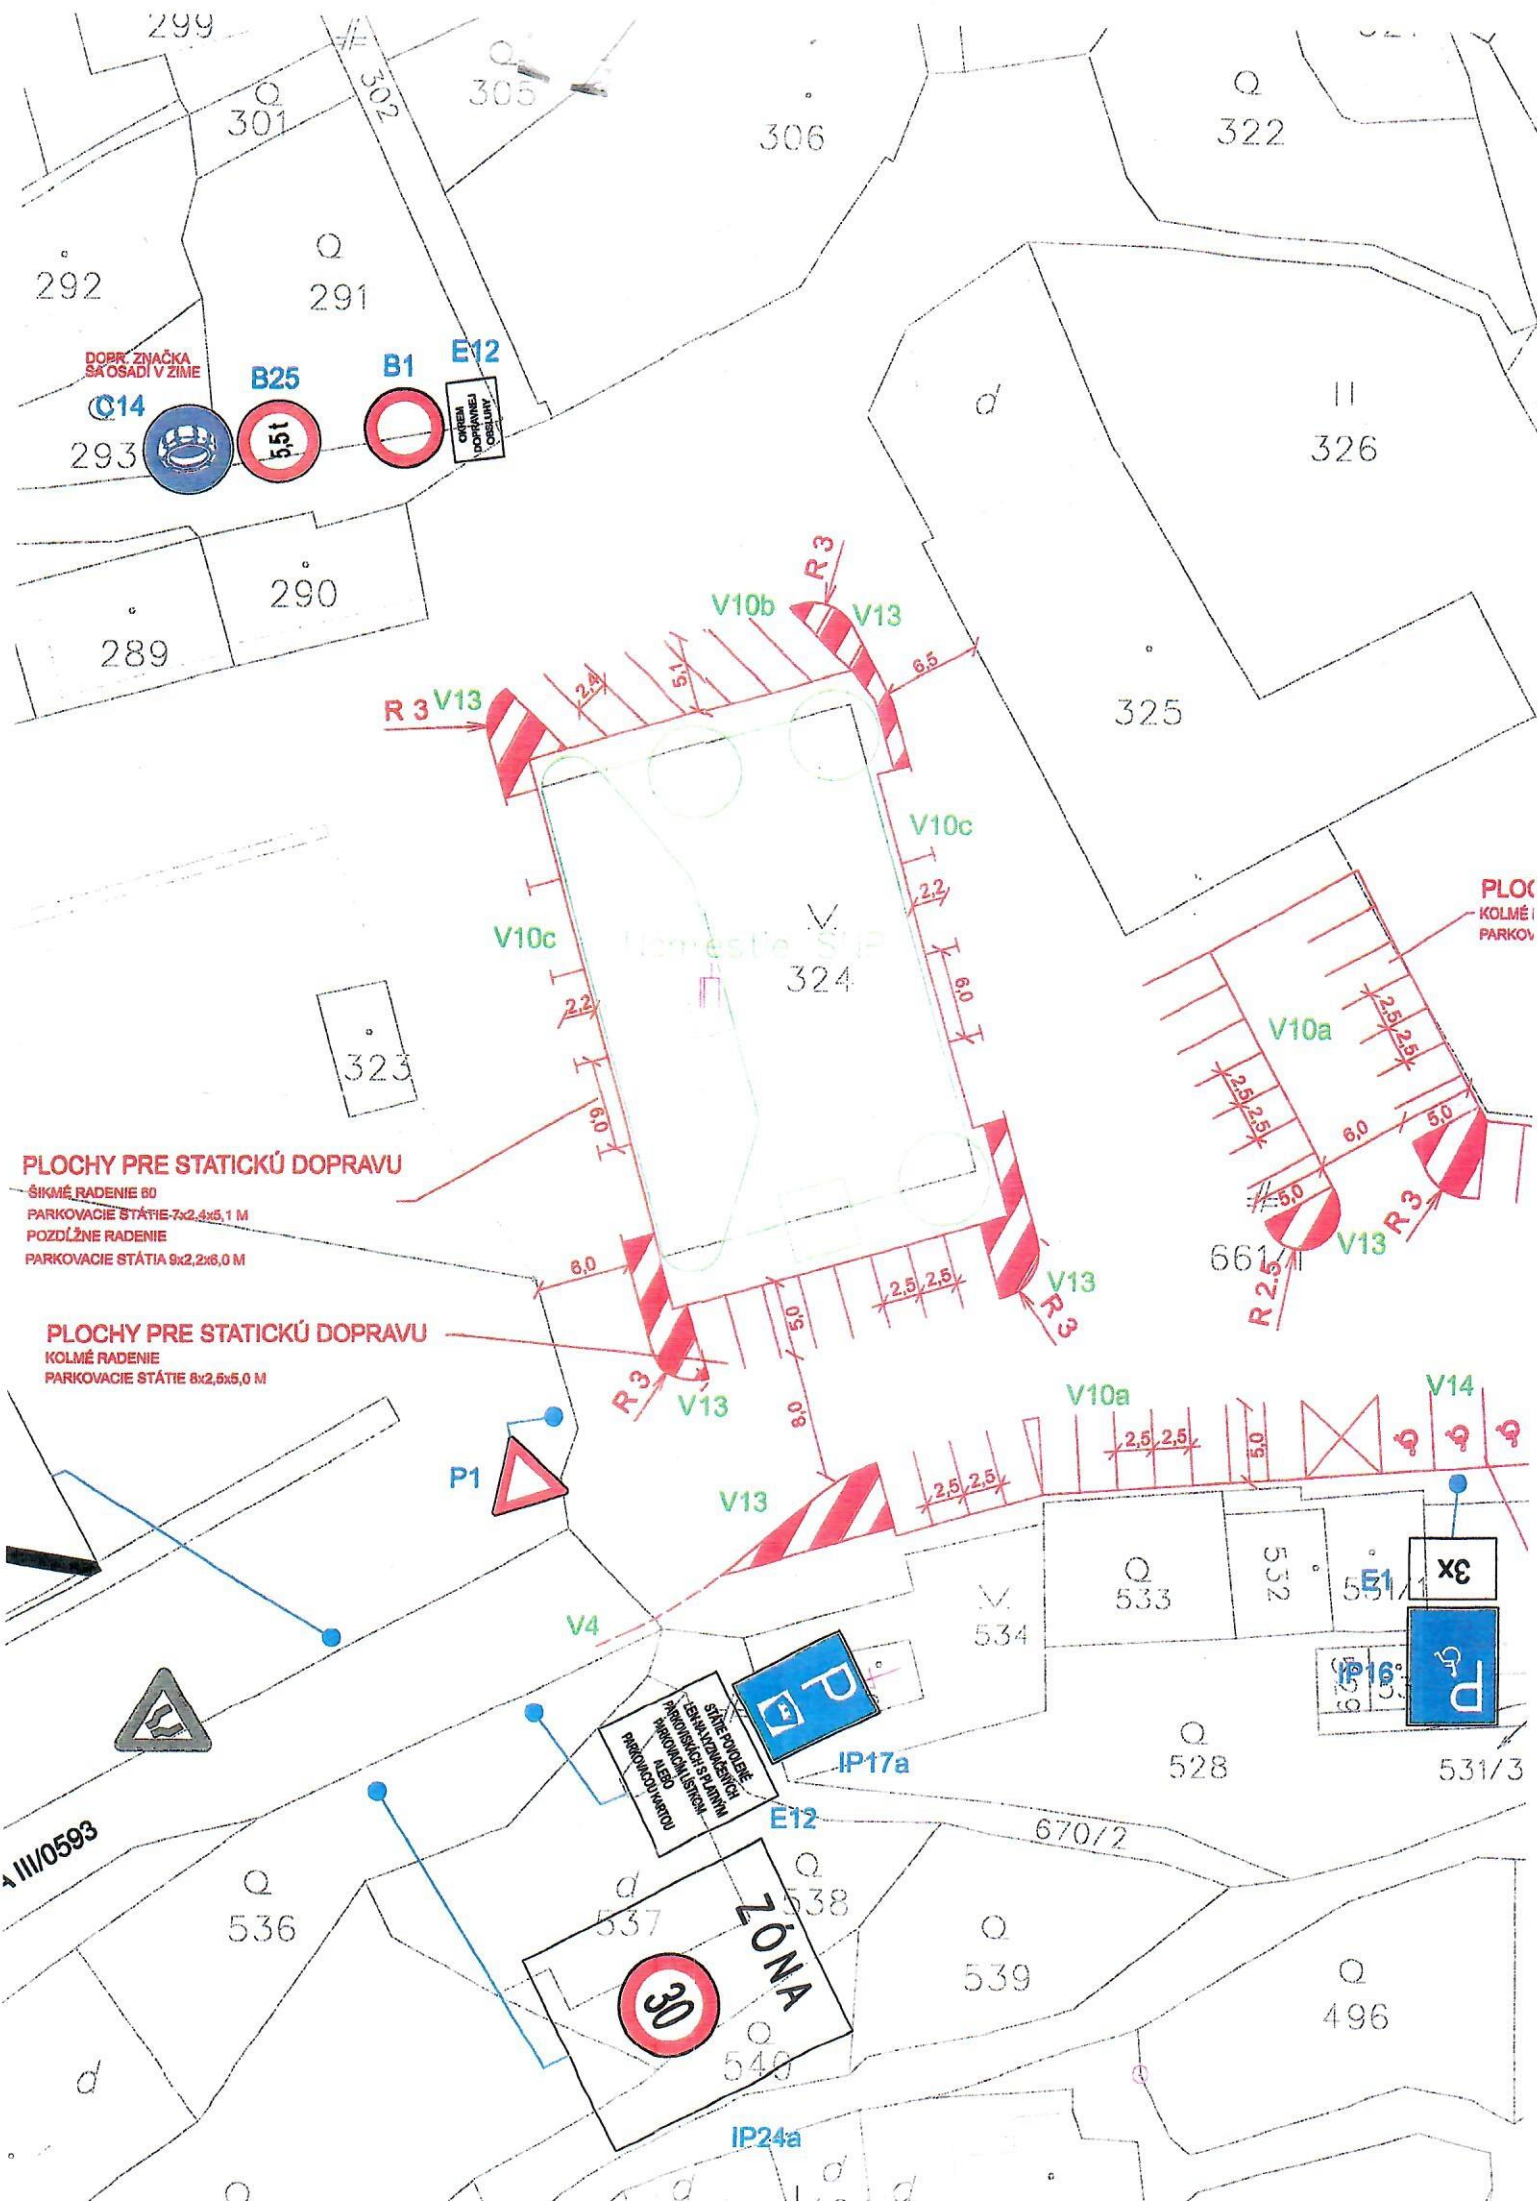 299
302
305
301
306
322
292
291
DOPR. ZNAČKA
SA OSADÍ V ZIME
C14
B25
B1
E12
293
5,5t
OKREM
DOPRAVNEJ
OBSLUHY
326
290
289
R 3
V10b
V13
6,5
5,1
2,4
R 3
V13
325
V10c
2,2
PLO
KOLMÉ
PARKOV
V10c
Námestie SNP
324
6,0
2,5
2,5
V10a
2,2
323
2,5
2,5
6,0
6,0
5,0
PLOCHY PRE STATICKÚ DOPRAVU
ŠIKMÉ RADENIE 60
PARKOVACIE STÁTIE-7x2,4x5,1 M
POZDĹŽNE RADENIE
PARKOVACIE STÁTIA 9x2,2x6,0 M
5,0
R 3
V13
661/1
R 2.5
6,0
2,5
2,5
V13
R 3
5,0
PLOCHY PRE STATICKÚ DOPRAVU
KOLMÉ RADENIE
PARKOVACIE STÁTIE 8x2,5x5,0 M
R 3
V13
8,0
V10a
V14
2,5
2,5
5,0
P1
V13
2,5
2,5
533
532
531/1
E1
3x
V4
534
IP16
P
529
P
STÁTIE POVOLENÉ
LEN NA VYZNAČENÝCH
PARKOVISKÁCH S PLATNÝM
PARKOVACÍM LÍSTKOM
ALEBO
PARKOVACOU KARTOU
IP17a
528
531/3
E12
670/2
III/0593
536
537
538
ZÓNA
30
539
496
540
IP24a